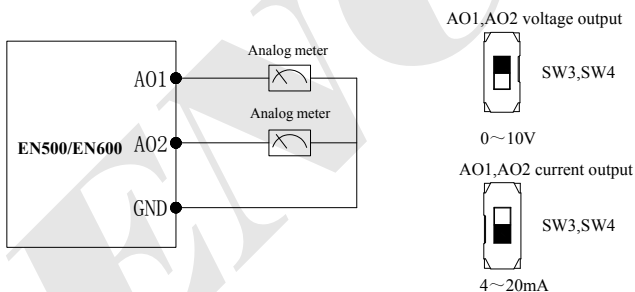 AO1,AO2 voltage output
SW3,SW4
0～10V
AO1,AO2 current output
SW3,SW4
4～20mA
Analog meter
AO1
Analog meter
EN500/EN600 AO2
GND
ENC